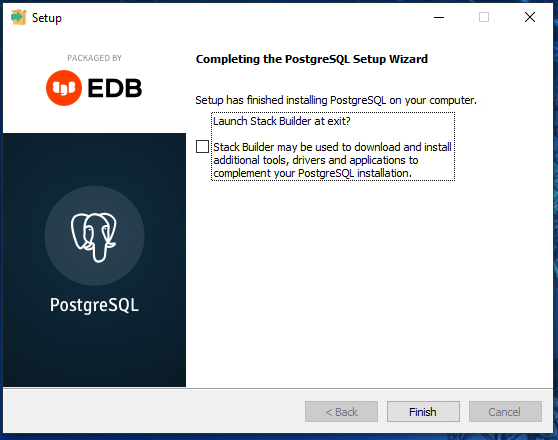 Setup
PACKAGED BY
EDB
Completing the PostgreSQL Setup Wizard
Setup has finished installing PostgreSQL on your computer.
Launch Stack Builder at exit?
Stack Builder may be used to download and install
additional tools, drivers and applications to
complement your PostgreSQL installation.
PostgreSQL
< Back
Finish
Cancel